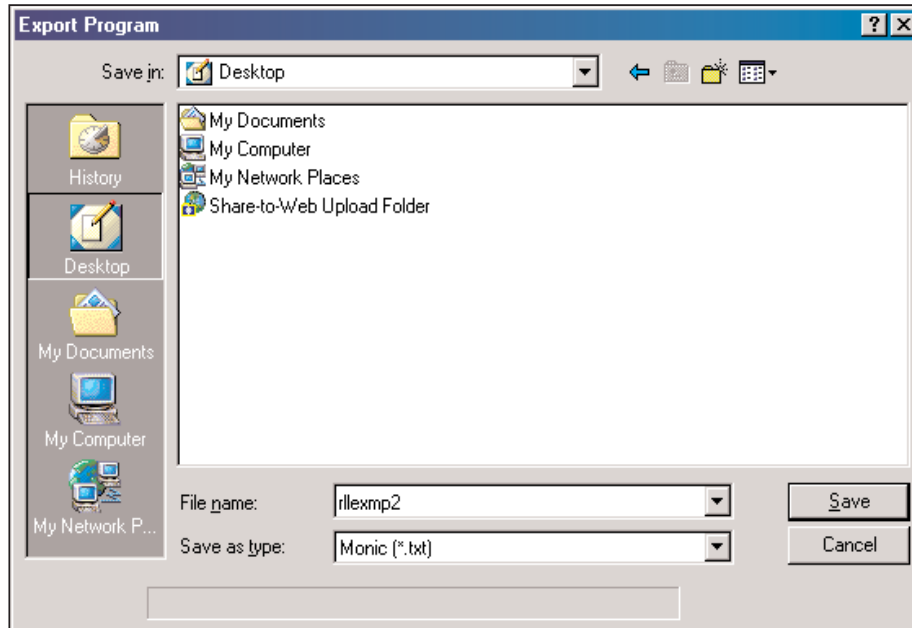 Export Program
Save in: Desktop
History
Desktop
My Documents
My Computer
My Network P...
My Documents
My Computer
My Network Places
Share-to-Web Upload Folder
File name: rllexmp2
Save
Save as type: Monic (*.txt)
Cancel